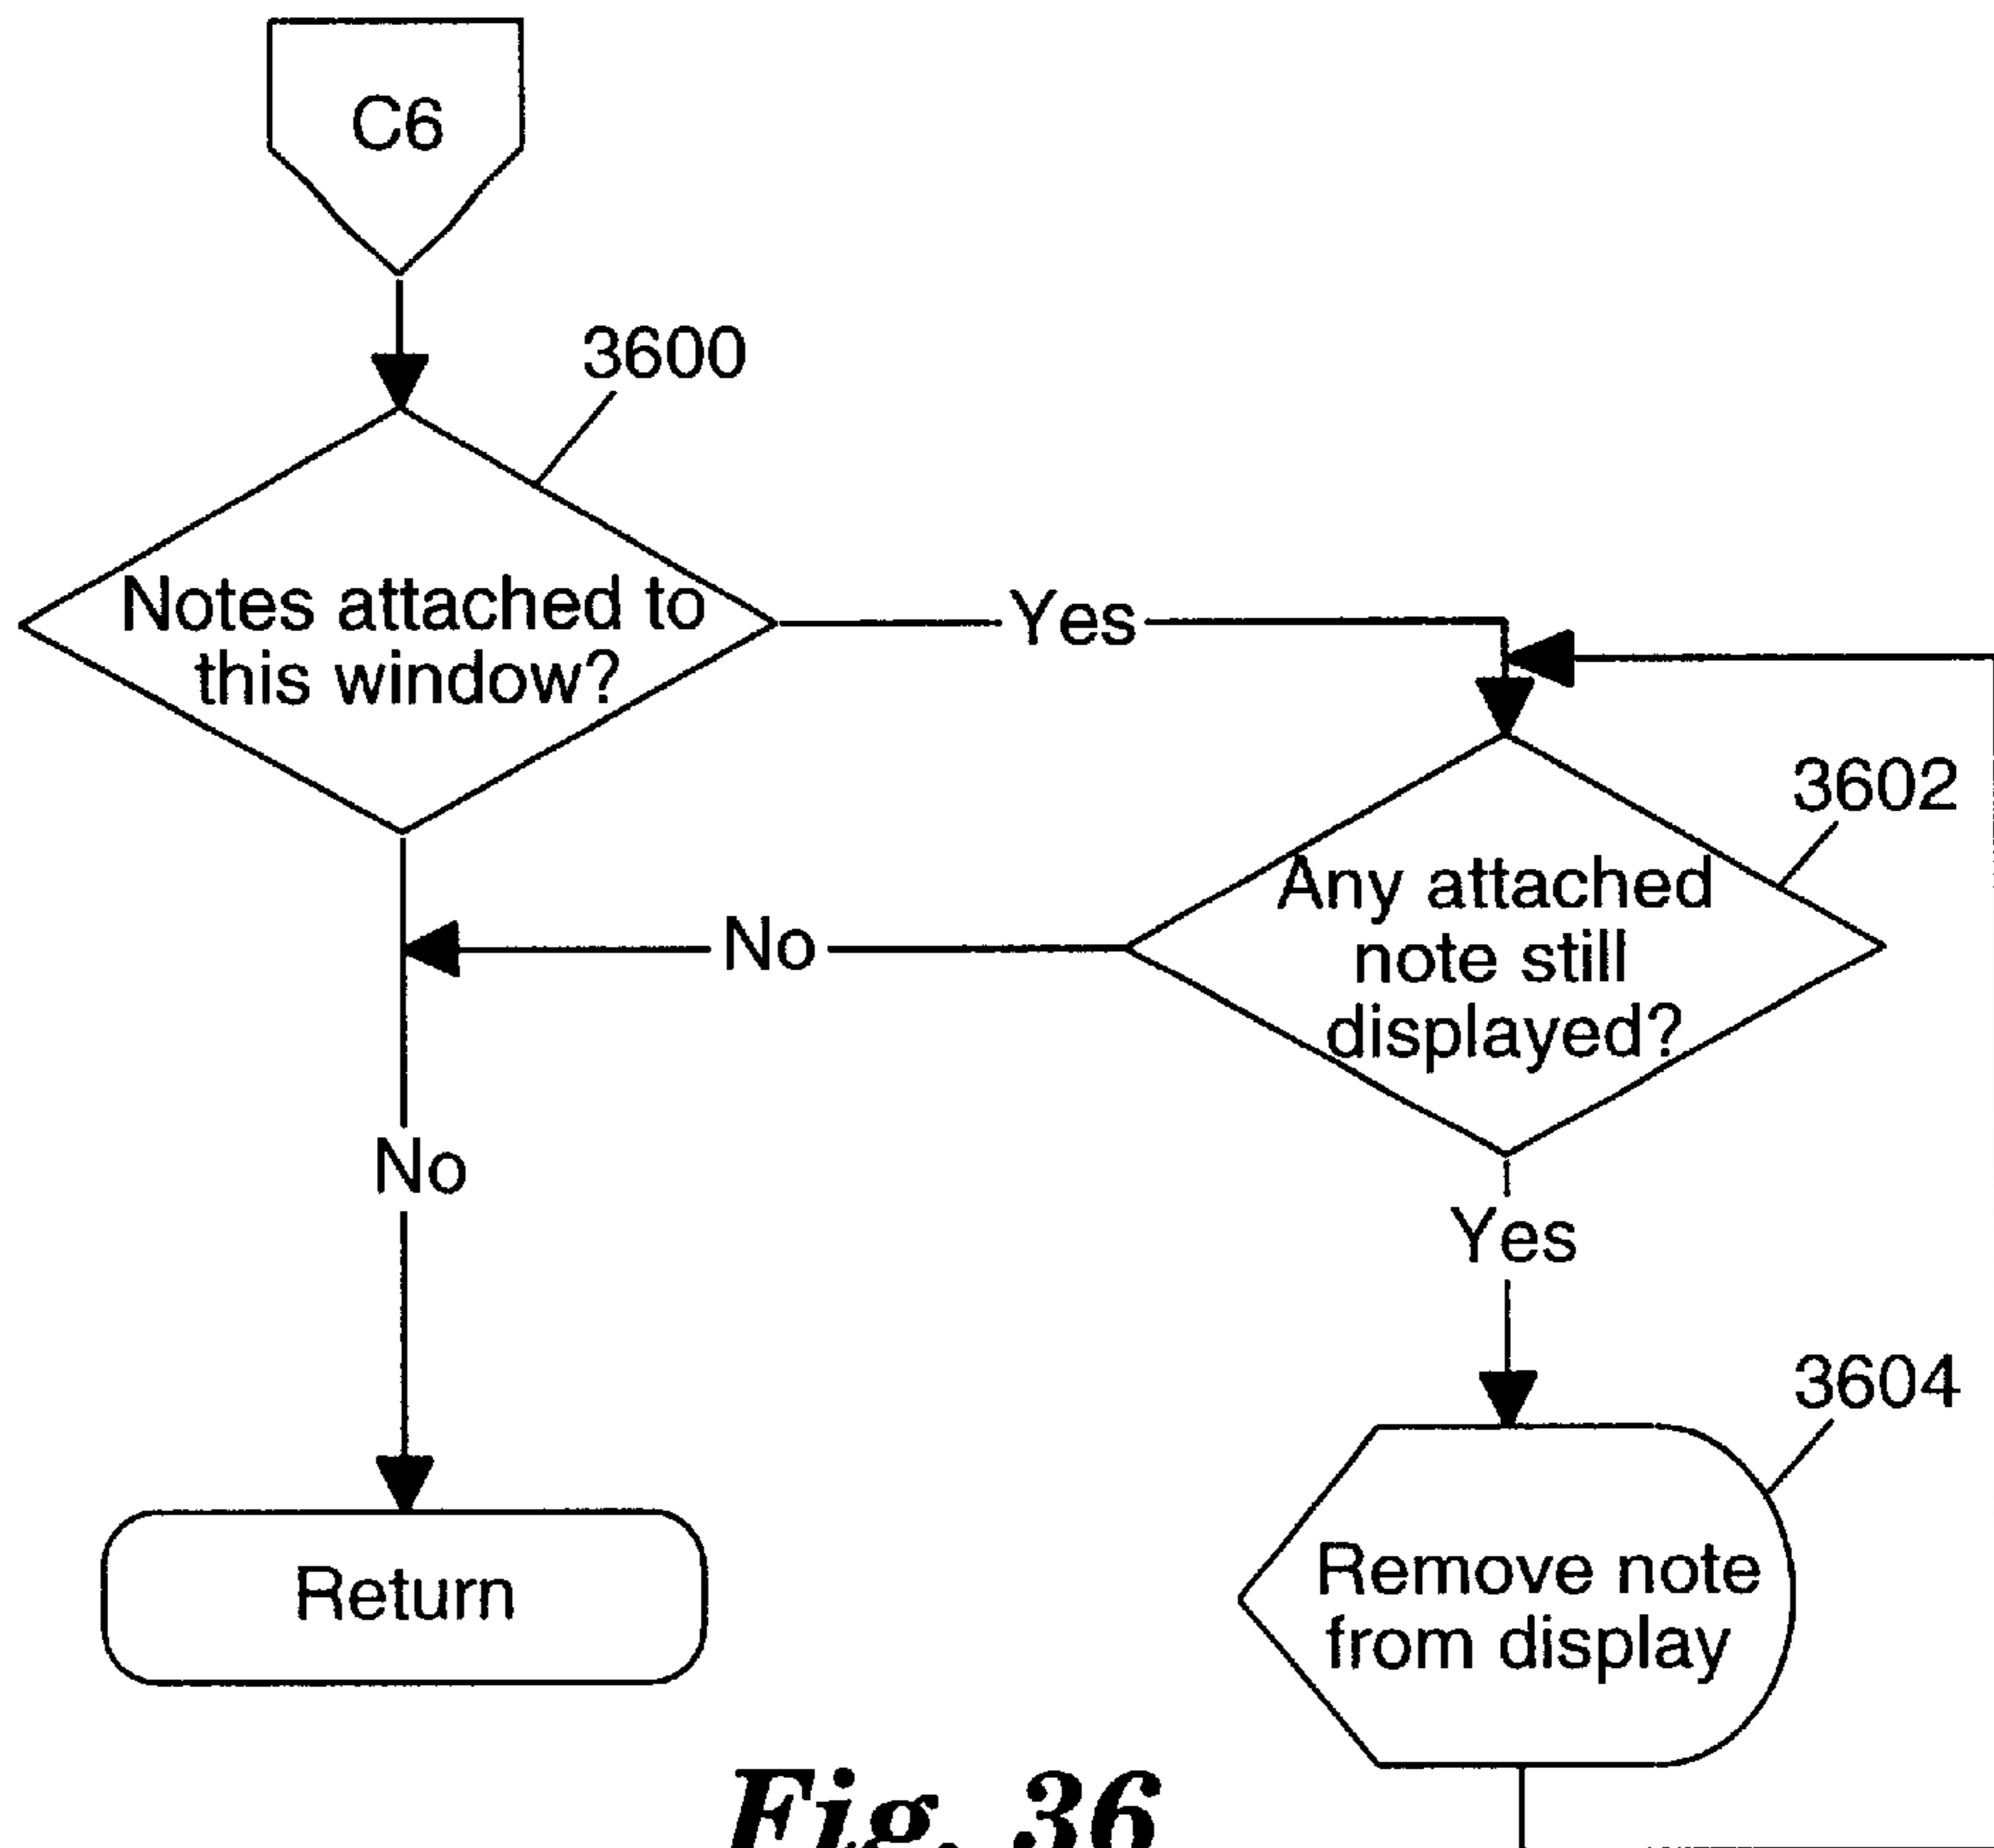 C6
3600
Notes attached to
this window?
Yes
3602
Any attached
note still
displayed?
No
No
Yes
3604
Remove note
from display
Return
Fig. 36